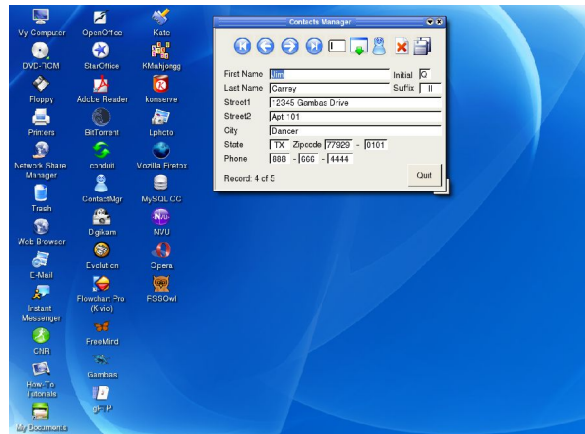 My Computer
OpenOffice
Kate
DVD-ROM
StarOffice
KMahjongg
Floppy
Adobe Reader
konserve
Printers
BitTorrent
Lphoto
Network Share
Manager
conduit
Mozilla Firefox
Trash
ContactMgr
MySQLCC
Web Browser
Digikam
NVU
E-Mail
Evolution
Opera
Instant
Messenger
Flowchart Pro
(Kivio)
RSSOwl
CNR
FreeMind
How-To
Tutorials
Gambas
My Documents
gFTP
Contacts Manager
First Name Jim Initial Q
Last Name Carrey Suffix II
Street1 12345 Gambas Drive
Street2 Apt 101
City Dancer
State TX Zipcode 77929 - 0101
Phone 888 - 666 - 4444
Record: 4 of 5
Quit